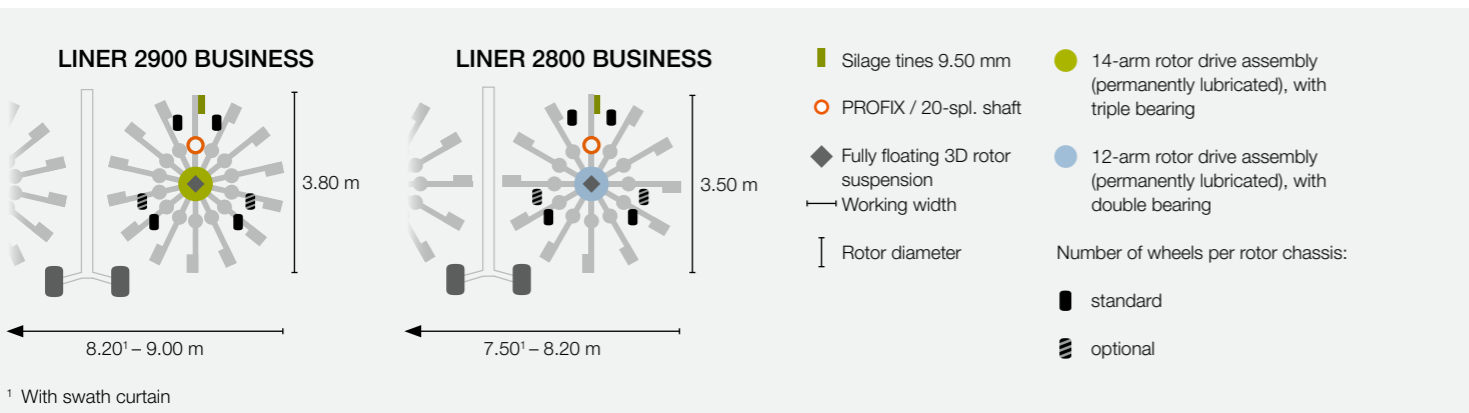 LINER 2900 BUSINESS
3.80 m
8.20¹ – 9.00 m
LINER 2800 BUSINESS
3.50 m
7.50¹ – 8.20 m
Silage tines 9.50 mm
PROFIX / 20-spl. shaft
Fully floating 3D rotor
suspension
Working width
Rotor diameter
14-arm rotor drive assembly
(permanently lubricated), with
triple bearing
12-arm rotor drive assembly
(permanently lubricated), with
double bearing
Number of wheels per rotor chassis:
standard
optional
¹ With swath curtain